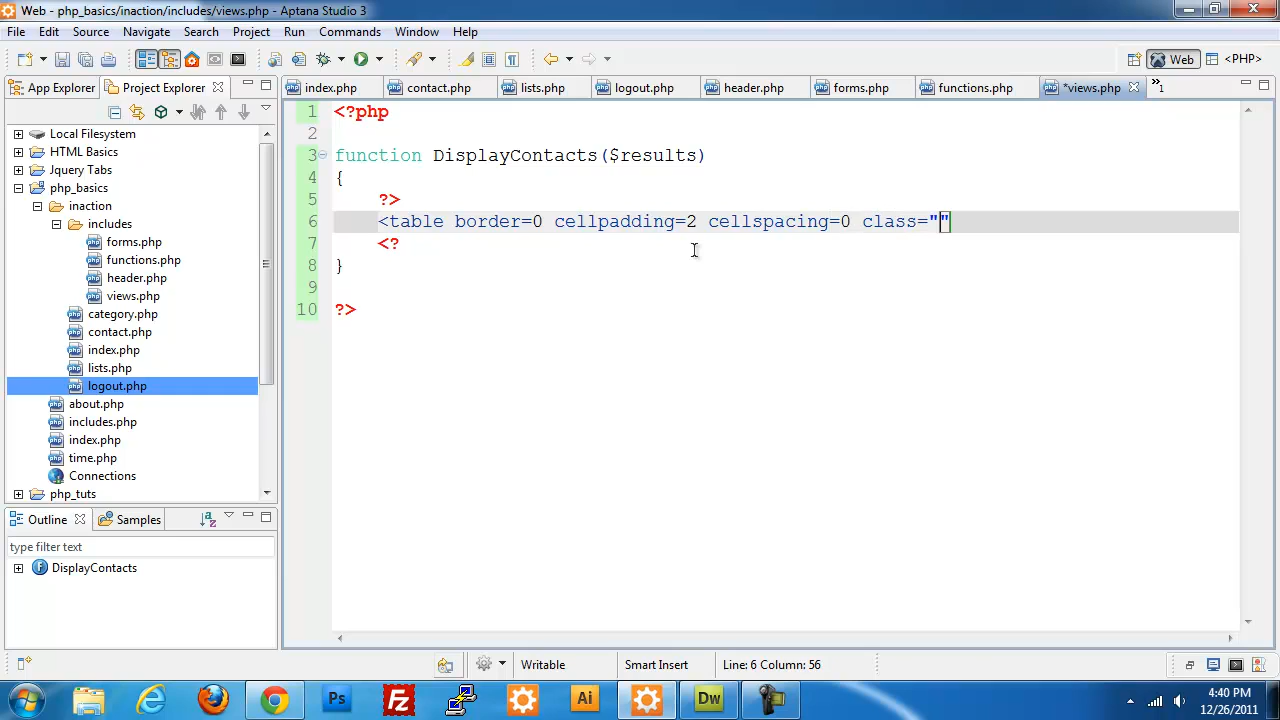 Web - php_basics/inaction/includes/views.php - Aptana Studio 3
File Edit Source Navigate Search Project Run Commands Window Help
Web <PHP>
App Explorer Project Explorer
index.php contact.php lists.php logout.php header.php forms.php functions.php *views.php »1
Local Filesystem
HTML Basics
Jquery Tabs
php_basics
inaction
includes
forms.php
functions.php
header.php
views.php
category.php
contact.php
index.php
lists.php
logout.php
about.php
includes.php
index.php
time.php
Connections
php_tuts
1 <?php
2
3 function DisplayContacts($results)
4 {
5 ?>
6 <table border=0 cellpadding=2 cellspacing=0 class=""
7 <?
8 }
9
10 ?>
Outline Samples
type filter text
DisplayContacts
Writable Smart Insert Line: 6 Column: 56
Ps Fz Ai Dw
4:40 PM
12/26/2011